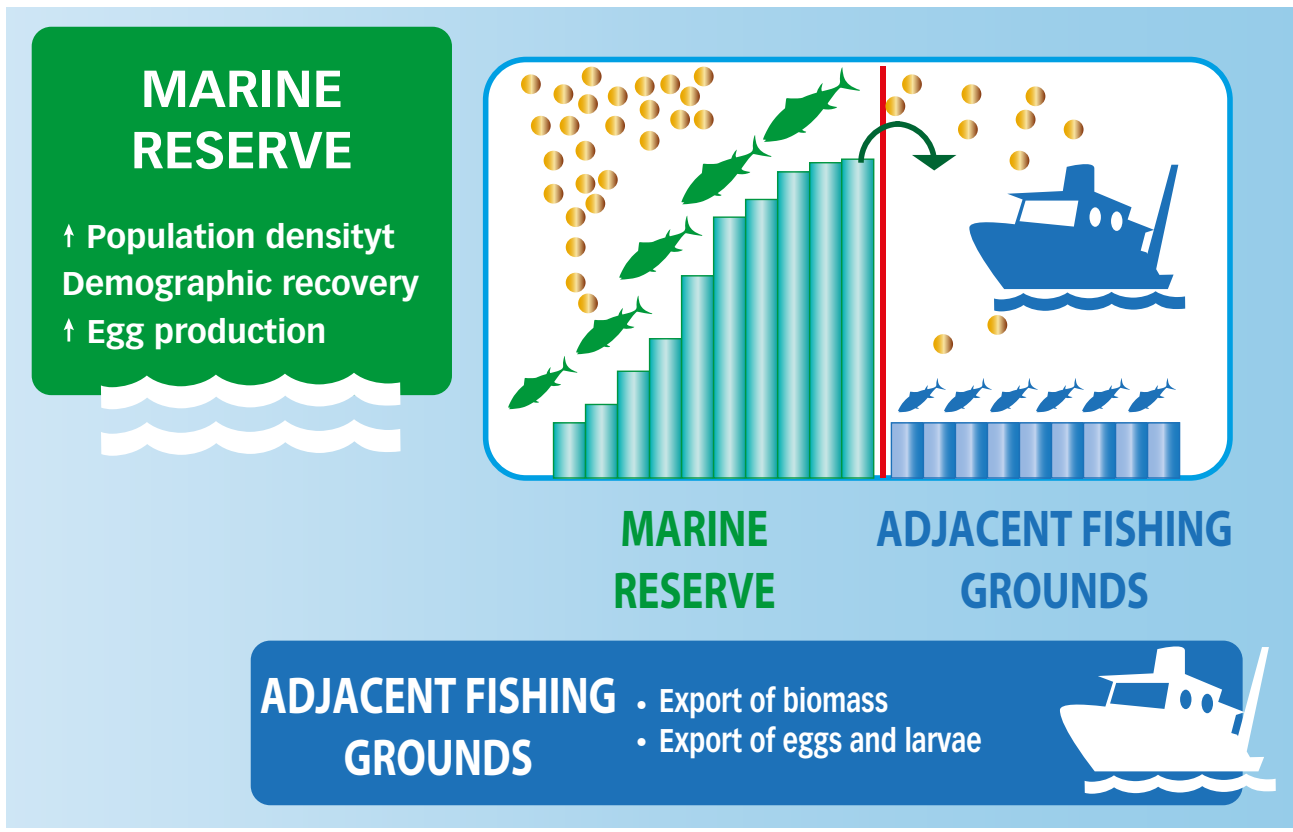 MARINE
RESERVE
↑ Population densityt
Demographic recovery
↑ Egg production
MARINE
RESERVE
ADJACENT FISHING
GROUNDS
ADJACENT FISHING
GROUNDS
• Export of biomass
• Export of eggs and larvae